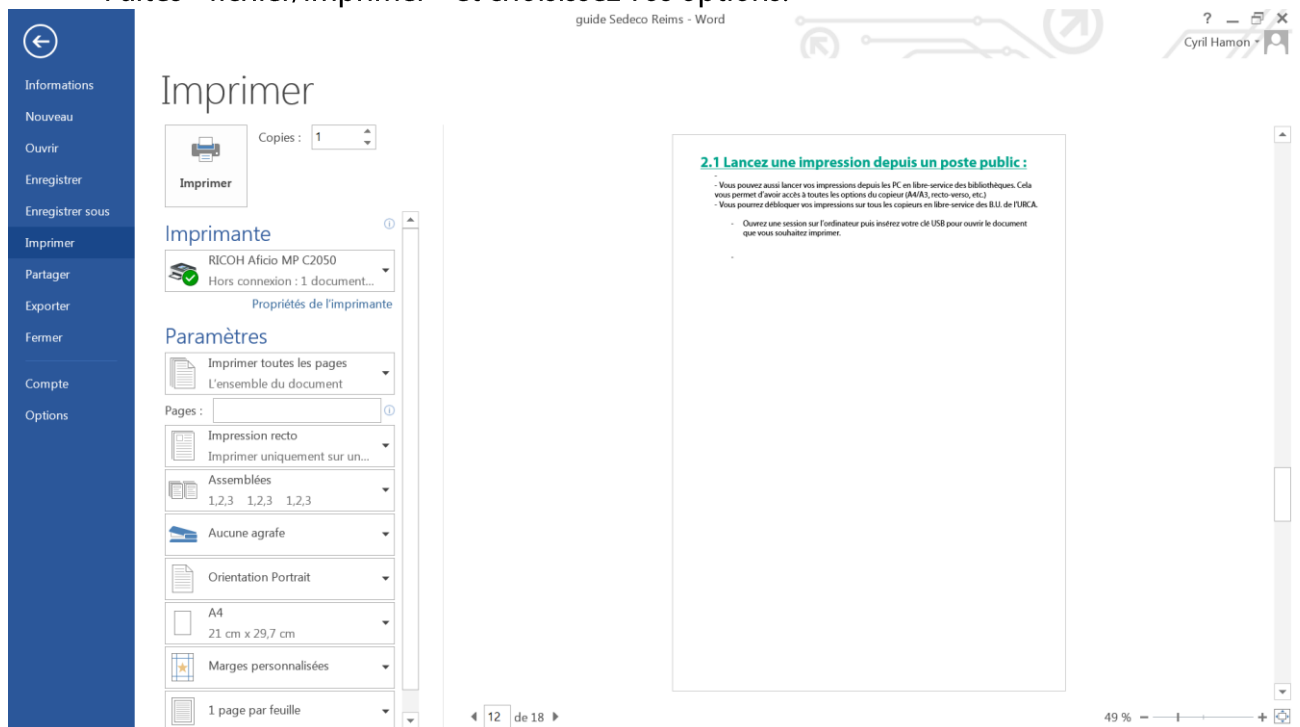 Faites « fichier/imprimer » et choisissez vos options.
guide Sedeco Reims - Word
?
Cyril Hamon
Informations
Nouveau
Ouvrir
Enregistrer
Enregistrer sous
Imprimer
Partager
Exporter
Fermer
Compte
Options
Imprimer
Copies : 1
Imprimer
Imprimante
RICOH Aficio MP C2050
Hors connexion : 1 document...
Propriétés de l'imprimante
Paramètres
Imprimer toutes les pages
L'ensemble du document
Pages :
Impression recto
Imprimer uniquement sur un...
Assemblées
1,2,3 1,2,3 1,2,3
Aucune agrafe
Orientation Portrait
A4
21 cm x 29,7 cm
Marges personnalisées
1 page par feuille
2.1 Lancez une impression depuis un poste public :
-
- Vous pouvez aussi lancer vos impressions depuis les PC en libre-service des bibliothèques. Cela
vous permet d'avoir accès à toutes les options du copieur (A4/A3, recto-verso, etc.)
- Vous pourrez débloquer vos impressions sur tous les copieurs en libre-service des B.U. de l'URCA.
- Ouvrez une session sur l'ordinateur puis insérez votre clé USB pour ouvrir le document
que vous souhaitez imprimer.
-
12 de 18
49 %